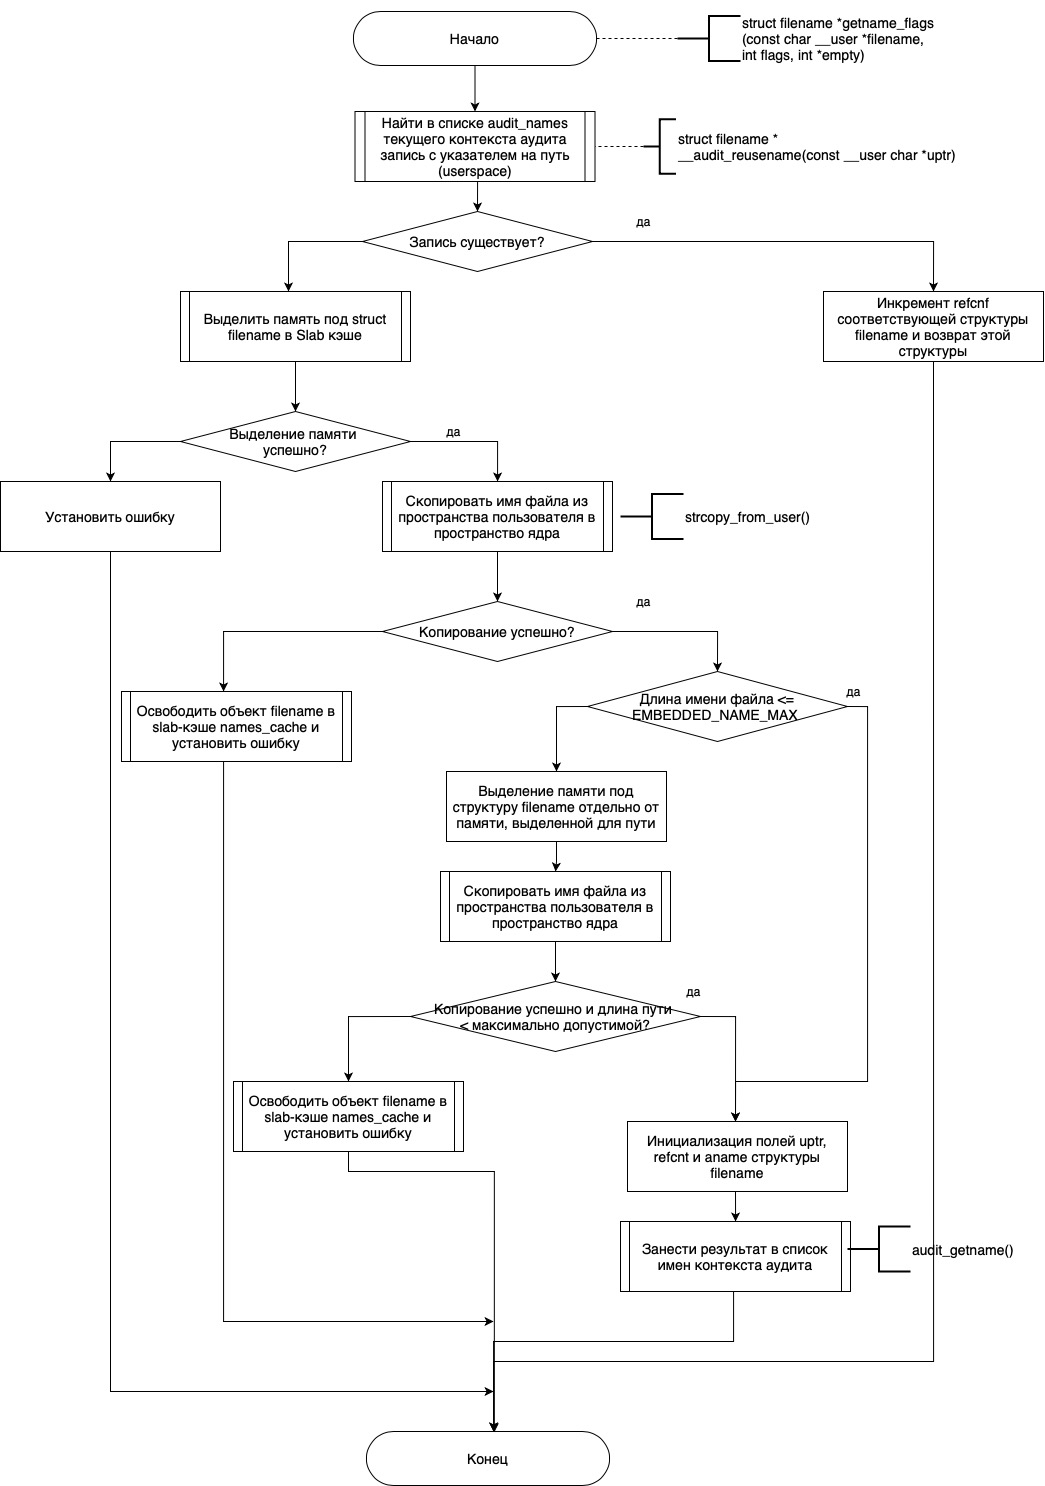 Начало
struct filename *getname_flags
(const char __user *filename,
int flags, int *empty)
Найти в списке audit_names
текущего контекста аудита
запись с указателем на путь
(userspace)
struct filename *
__audit_reusename(const __user char *uptr)
да
Запись существует?
Выделить память под struct
filename в Slab кэше
Инкремент refcnf
соответствующей структуры
filename и возврат этой
структуры
Выделение памяти
успешно?
да
Установить ошибку
Скопировать имя файла из
пространства пользователя в
пространство ядра
strcopy_from_user()
да
Копирование успешно?
Длина имени файла <=
EMBEDDED_NAME_MAX
да
Освободить объект filename в
slab-кэше names_cache и
установить ошибку
Выделение памяти под
структуру filename отдельно от
памяти, выделенной для пути
Скопировать имя файла из
пространства пользователя в
пространство ядра
да
Копирование успешно и длина пути
< максимально допустимой?
Освободить объект filename в
slab-кэше names_cache и
установить ошибку
Инициализация полей uptr,
refcnt и aname структуры
filename
Занести результат в список
имен контекста аудита
audit_getname()
Конец